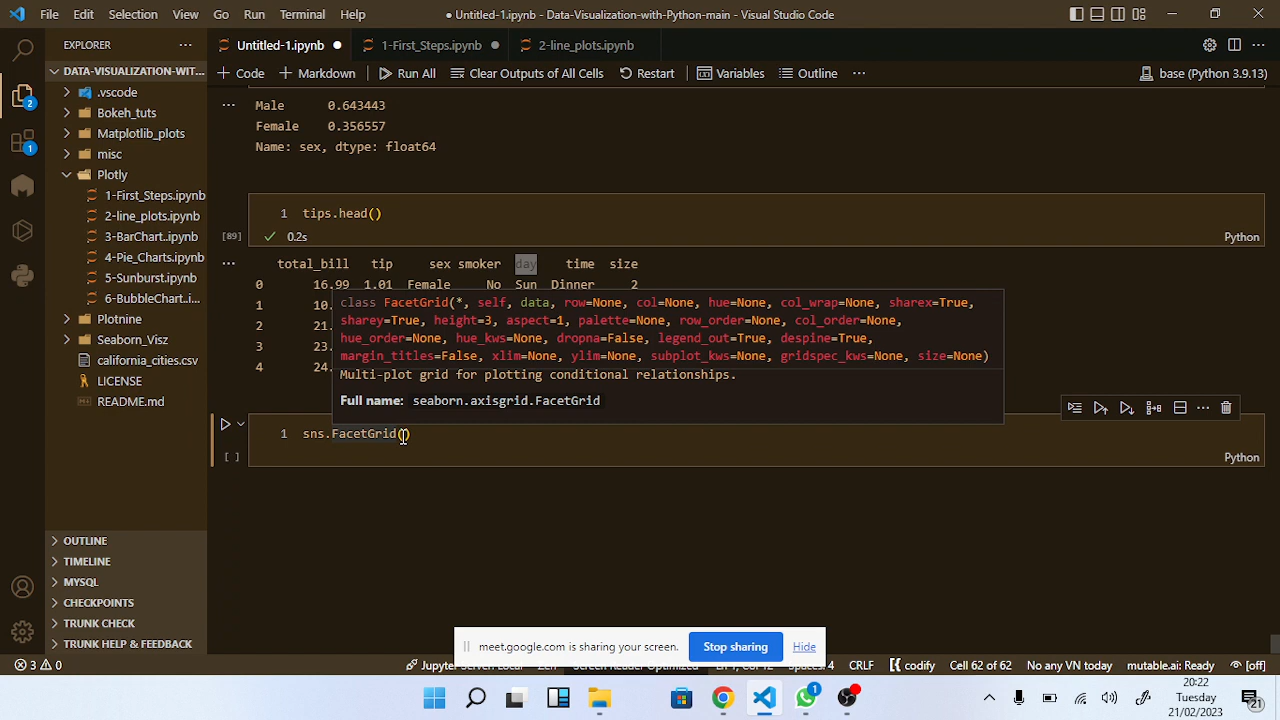 File Edit Selection View Go Run Terminal Help
● Untitled-1.ipynb - Data-Visualization-with-Python-main - Visual Studio Code
EXPLORER
Untitled-1.ipynb
1-First_Steps.ipynb
2-line_plots.ipynb
+ Code + Markdown Run All Clear Outputs of All Cells Restart Variables Outline ...
base (Python 3.9.13)
DATA-VISUALIZATION-WIT...
.vscode
Bokeh_tuts
Matplotlib_plots
misc
Plotly
1-First_Steps.ipynb
2-line_plots.ipynb
3-BarChart..ipynb
4-Pie_Charts.ipynb
5-Sunburst.ipynb
6-BubbleChart..i...
Plotnine
Seaborn_Visz
california_cities.csv
LICENSE
README.md
OUTLINE
TIMELINE
MYSQL
CHECKPOINTS
TRUNK CHECK
TRUNK HELP & FEEDBACK
2
1
Male 0.643443
Female 0.356557
Name: sex, dtype: float64
1 tips.head()
[89] 0.2s
Python
total_bill tip sex smoker day time size
0 16.99 1.01 Female No Sun Dinner 2
1 10.
2 21.
3 23.
4 24.
class FacetGrid(*, self, data, row=None, col=None, hue=None, col_wrap=None, sharex=True,
sharey=True, height=3, aspect=1, palette=None, row_order=None, col_order=None,
hue_order=None, hue_kws=None, dropna=False, legend_out=True, despine=True,
margin_titles=False, xlim=None, ylim=None, subplot_kws=None, gridspec_kws=None, size=None)
Multi-plot grid for plotting conditional relationships.
Full name: seaborn.axisgrid.FacetGrid
1 sns.FacetGrid()
[ ]
Python
meet.google.com is sharing your screen. Stop sharing Hide
3 0 Jupyter Server: CRLF codify Cell 62 of 62 No any VN today mutable.ai: Ready [off]
1
20:22
Tuesday
21/02/2023
21